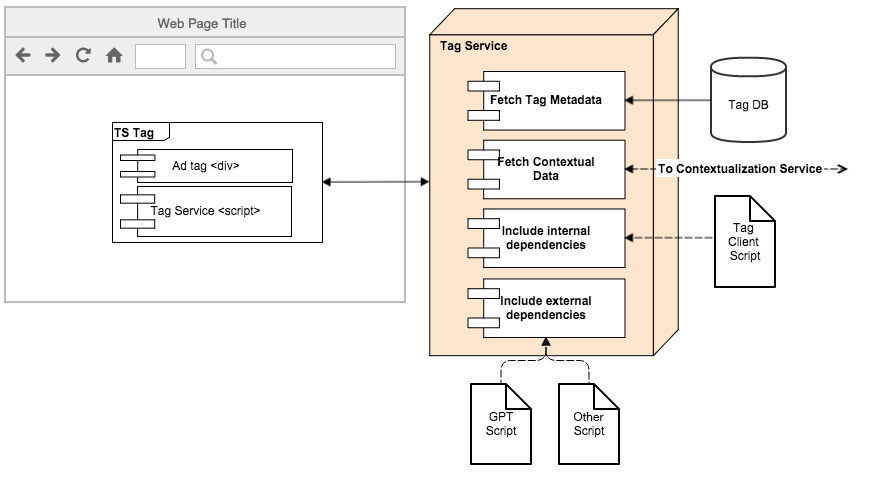 Web Page Title
TS Tag
Ad tag <div>
Tag Service <script>
Tag Service
Fetch Tag Metadata
Fetch Contextual
Data
Include internal
dependencies
Include external
dependencies
Tag DB
To Contextualization Service
Tag
Client
Script
GPT
Script
Other
Script